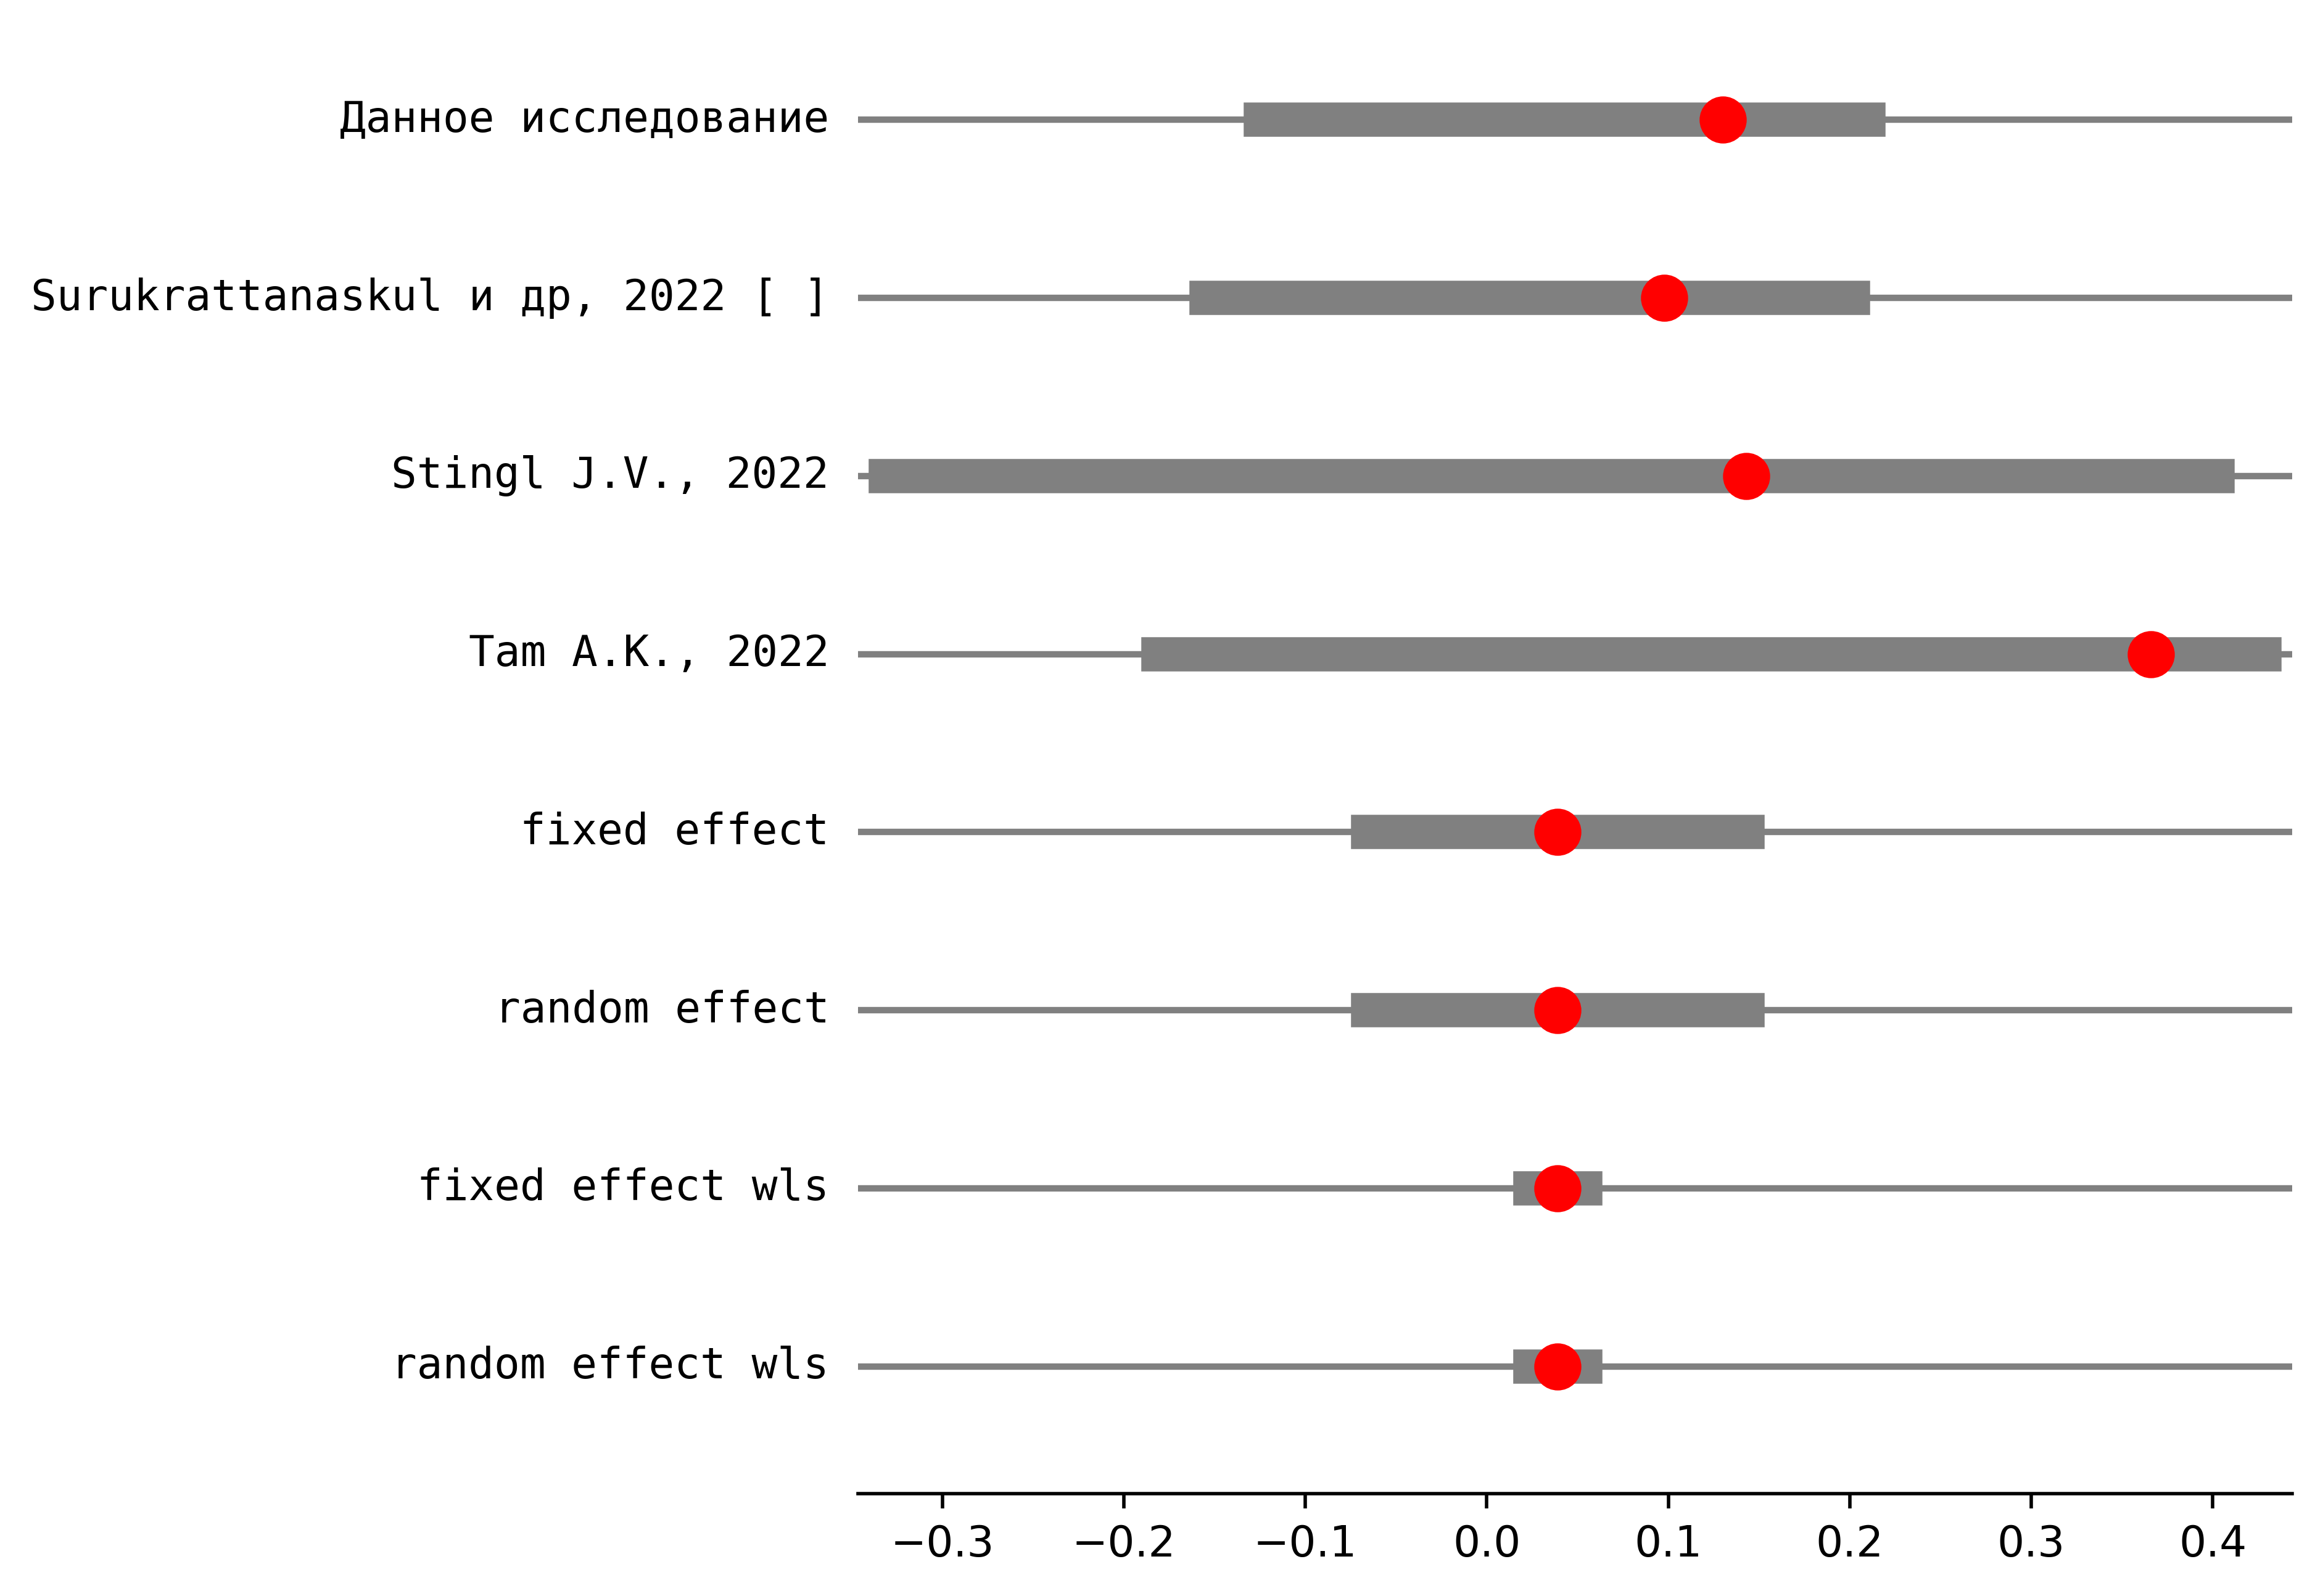 Данное исследование
Surukrattanaskul и др, 2022 [ ]
Stingl J.V., 2022
Tam A.K., 2022
fixed effect
random effect
fixed effect wls
random effect wls
−0.3 −0.2 −0.1 0.0 0.1 0.2 0.3 0.4